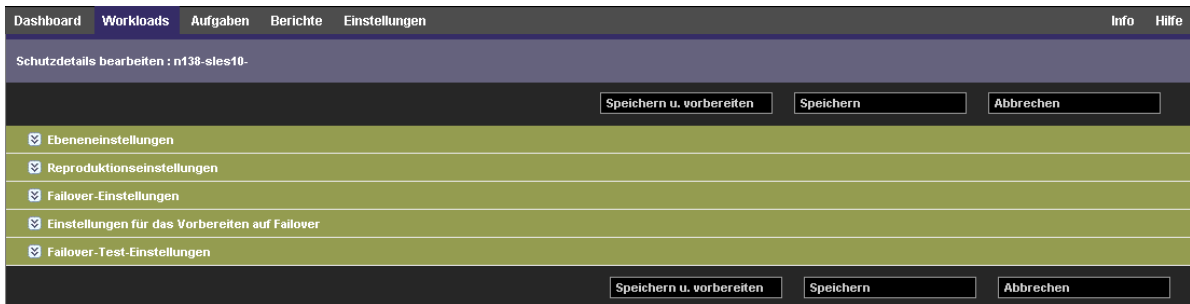 Dashboard Workloads Aufgaben Berichte Einstellungen Info Hilfe
Schutzdetails bearbeiten : n138-sles10-
Speichern u. vorbereiten Speichern Abbrechen
Ebeneneinstellungen
Reproduktionseinstellungen
Failover-Einstellungen
Einstellungen für das Vorbereiten auf Failover
Failover-Test-Einstellungen
Speichern u. vorbereiten Speichern Abbrechen